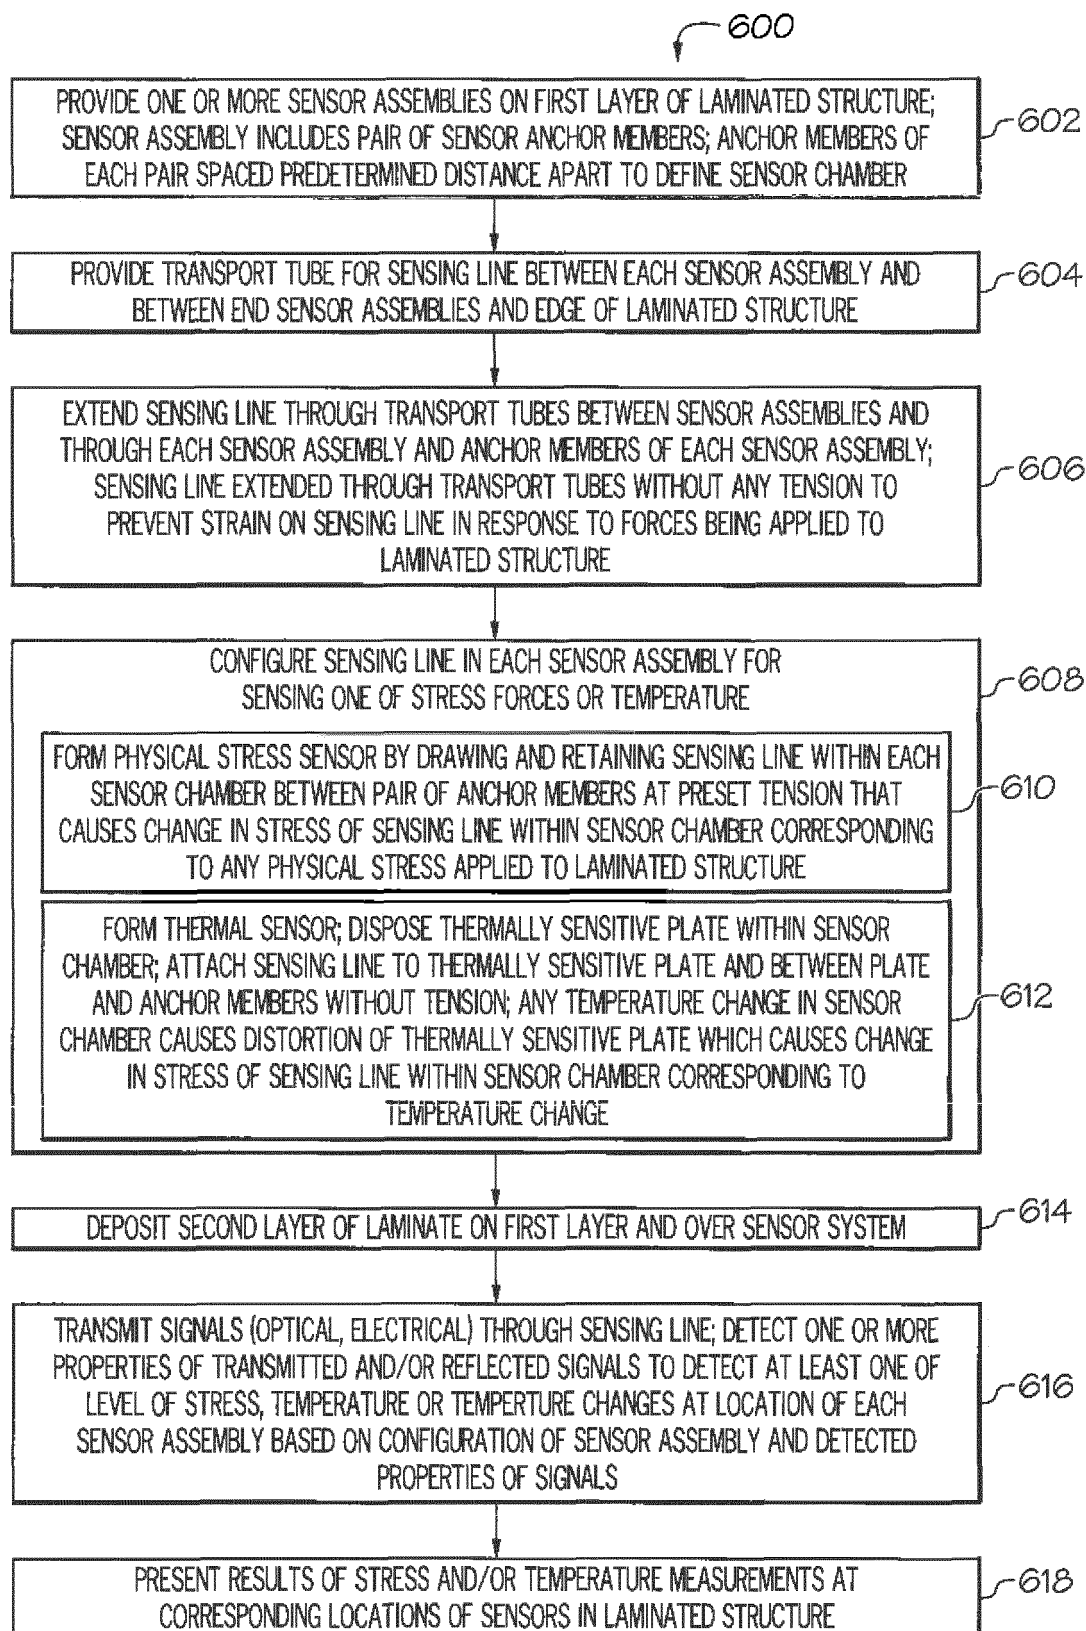 600
PROVIDE ONE OR MORE SENSOR ASSEMBLIES ON FIRST LAYER OF LAMINATED STRUCTURE;
SENSOR ASSEMBLY INCLUDES PAIR OF SENSOR ANCHOR MEMBERS; ANCHOR MEMBERS OF
EACH PAIR SPACED PREDETERMINED DISTANCE APART TO DEFINE SENSOR CHAMBER
602
PROVIDE TRANSPORT TUBE FOR SENSING LINE BETWEEN EACH SENSOR ASSEMBLY AND
BETWEEN END SENSOR ASSEMBLIES AND EDGE OF LAMINATED STRUCTURE
604
EXTEND SENSING LINE THROUGH TRANSPORT TUBES BETWEEN SENSOR ASSEMBLIES AND
THROUGH EACH SENSOR ASSEMBLY AND ANCHOR MEMBERS OF EACH SENSOR ASSEMBLY;
SENSING LINE EXTENDED THROUGH TRANSPORT TUBES WITHOUT ANY TENSION TO
PREVENT STRAIN ON SENSING LINE IN RESPONSE TO FORCES BEING APPLIED TO
LAMINATED STRUCTURE
606
CONFIGURE SENSING LINE IN EACH SENSOR ASSEMBLY FOR
SENSING ONE OF STRESS FORCES OR TEMPERATURE
608
FORM PHYSICAL STRESS SENSOR BY DRAWING AND RETAINING SENSING LINE WITHIN EACH
SENSOR CHAMBER BETWEEN PAIR OF ANCHOR MEMBERS AT PRESET TENSION THAT
CAUSES CHANGE IN STRESS OF SENSING LINE WITHIN SENSOR CHAMBER CORRESPONDING
TO ANY PHYSICAL STRESS APPLIED TO LAMINATED STRUCTURE
610
FORM THERMAL SENSOR; DISPOSE THERMALLY SENSITIVE PLATE WITHIN SENSOR
CHAMBER; ATTACH SENSING LINE TO THERMALLY SENSITIVE PLATE AND BETWEEN PLATE
AND ANCHOR MEMBERS WITHOUT TENSION; ANY TEMPERATURE CHANGE IN SENSOR
CHAMBER CAUSES DISTORTION OF THERMALLY SENSITIVE PLATE WHICH CAUSES CHANGE
IN STRESS OF SENSING LINE WITHIN SENSOR CHAMBER CORRESPONDING TO
TEMPERATURE CHANGE
612
DEPOSIT SECOND LAYER OF LAMINATE ON FIRST LAYER AND OVER SENSOR SYSTEM
614
TRANSMIT SIGNALS (OPTICAL, ELECTRICAL) THROUGH SENSING LINE; DETECT ONE OR MORE
PROPERTIES OF TRANSMITTED AND/OR REFLECTED SIGNALS TO DETECT AT LEAST ONE OF
LEVEL OF STRESS, TEMPERATURE OR TEMPERTURE CHANGES AT LOCATION OF EACH
SENSOR ASSEMBLY BASED ON CONFIGURATION OF SENSOR ASSEMBLY AND DETECTED
PROPERTIES OF SIGNALS
616
PRESENT RESULTS OF STRESS AND/OR TEMPERATURE MEASUREMENTS AT
CORRESPONDING LOCATIONS OF SENSORS IN LAMINATED STRUCTURE
618